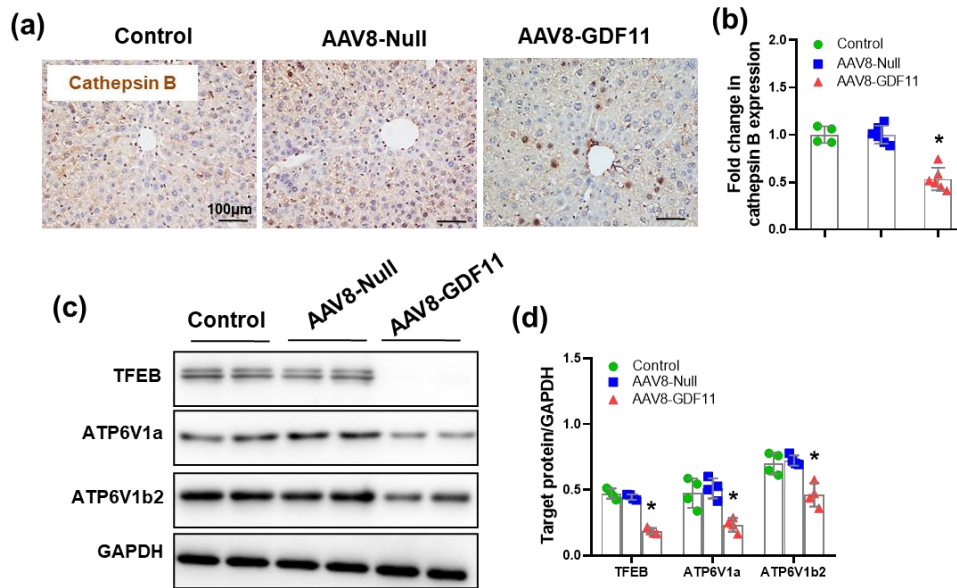 (a)
Control
AAV8-Null
AAV8-GDF11
Cathepsin B
100μm
(b)
Fold change in
cathepsin B expression
2.0
1.5
1.0
0.5
0.0
Control
AAV8-Null
AAV8-GDF11
*
(c)
Control
AAV8-Null
AAV8-GDF11
TFEB
ATP6V1a
ATP6V1b2
GAPDH
(d)
Target protein/GAPDH
1.5
1.0
0.5
0.0
Control
AAV8-Null
AAV8-GDF11
*
*
*
TFEB
ATP6V1a
ATP6V1b2